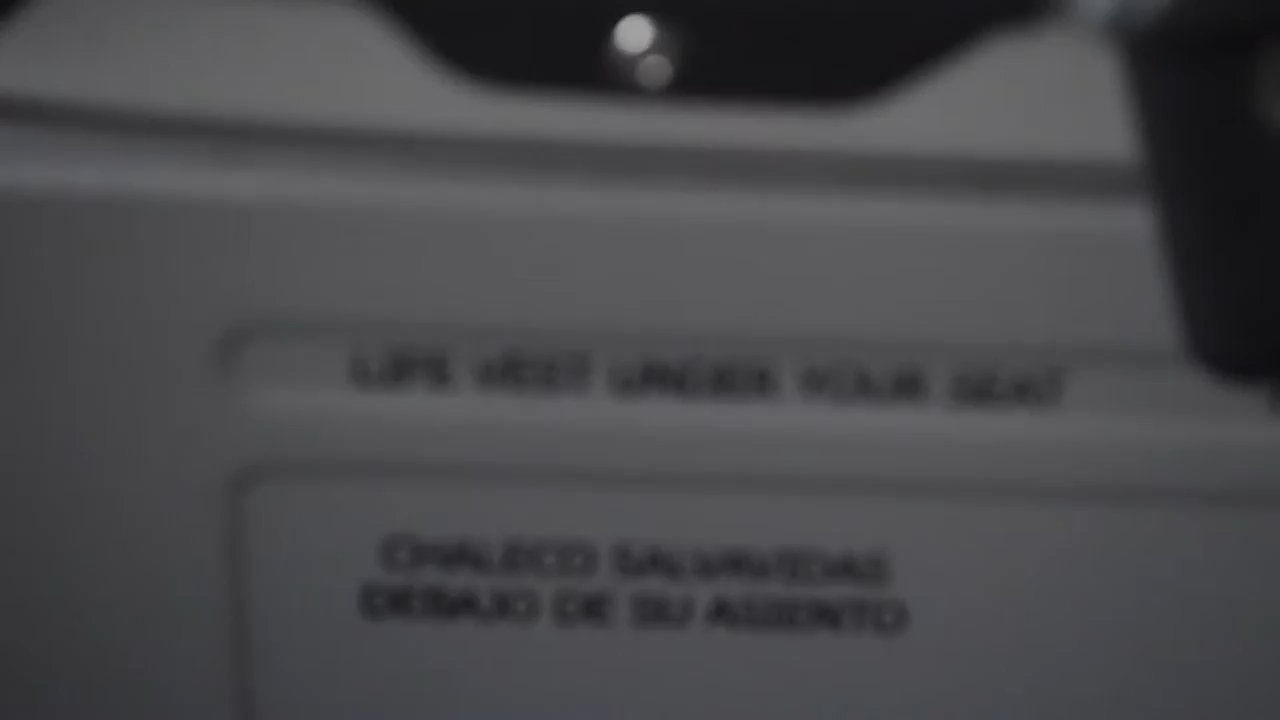 LIFE VEST UNDER YOUR SEAT
CHALECO SALVAVIDAS
DEBAJO DE SU ASIENTO